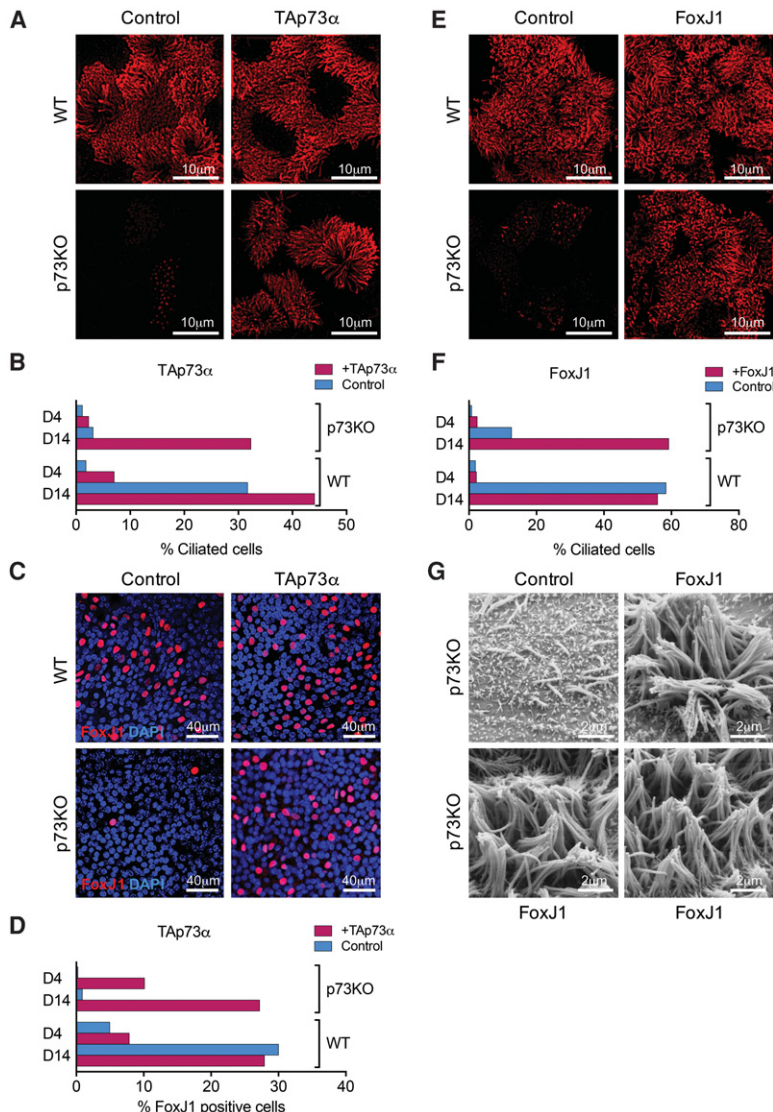 A
Control
TAp73α
WT
10μm
10μm
p73KO
10μm
10μm
B
TAp73α
+TAp73α
Control
D4
D14
p73KO
D4
D14
WT
0 10 20 30 40 50
% Ciliated cells
C
Control
TAp73α
WT
FoxJ1 DAPI
40μm
40μm
p73KO
FoxJ1 DAPI
40μm
40μm
D
TAp73α
+TAp73α
Control
D4
D14
p73KO
D4
D14
WT
0 10 20 30 40
% FoxJ1 positive cells
E
Control
FoxJ1
WT
10μm
10μm
p73KO
10μm
10μm
F
FoxJ1
+FoxJ1
Control
D4
D14
p73KO
D4
D14
WT
0 20 40 60 80
% Ciliated cells
G
Control
FoxJ1
p73KO
2μm
2μm
p73KO
2μm
2μm
FoxJ1
FoxJ1